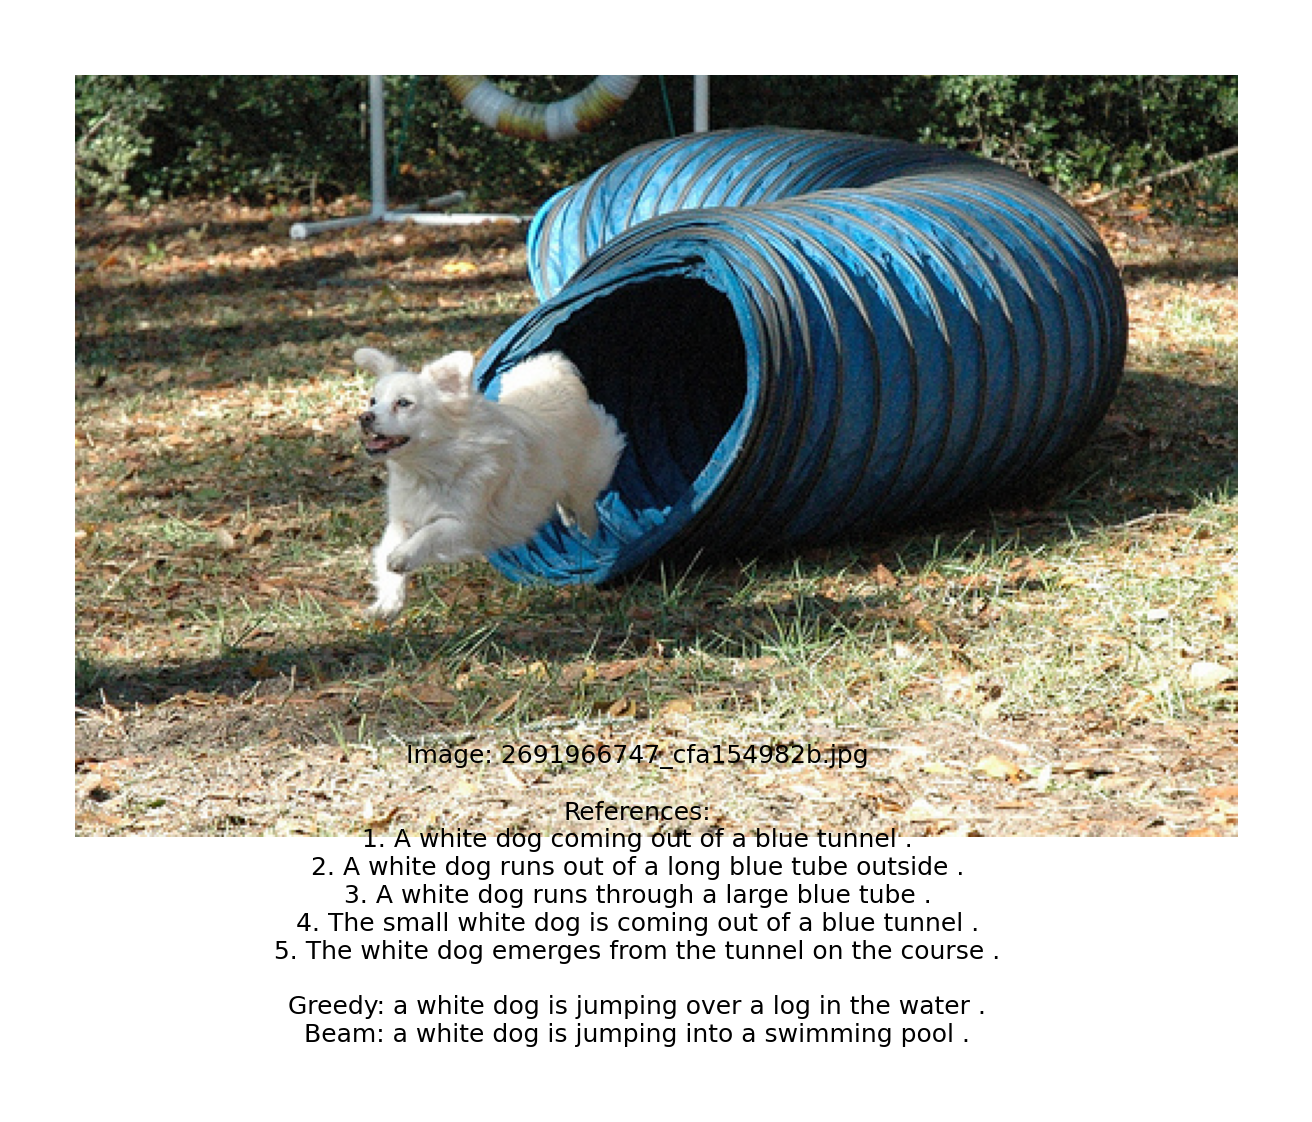 Image: 2691966747_cfa154982b.jpg
References:
1. A white dog coming out of a blue tunnel .
2. A white dog runs out of a long blue tube outside .
3. A white dog runs through a large blue tube .
4. The small white dog is coming out of a blue tunnel .
5. The white dog emerges from the tunnel on the course .
Greedy: a white dog is jumping over a log in the water .
Beam: a white dog is jumping into a swimming pool .